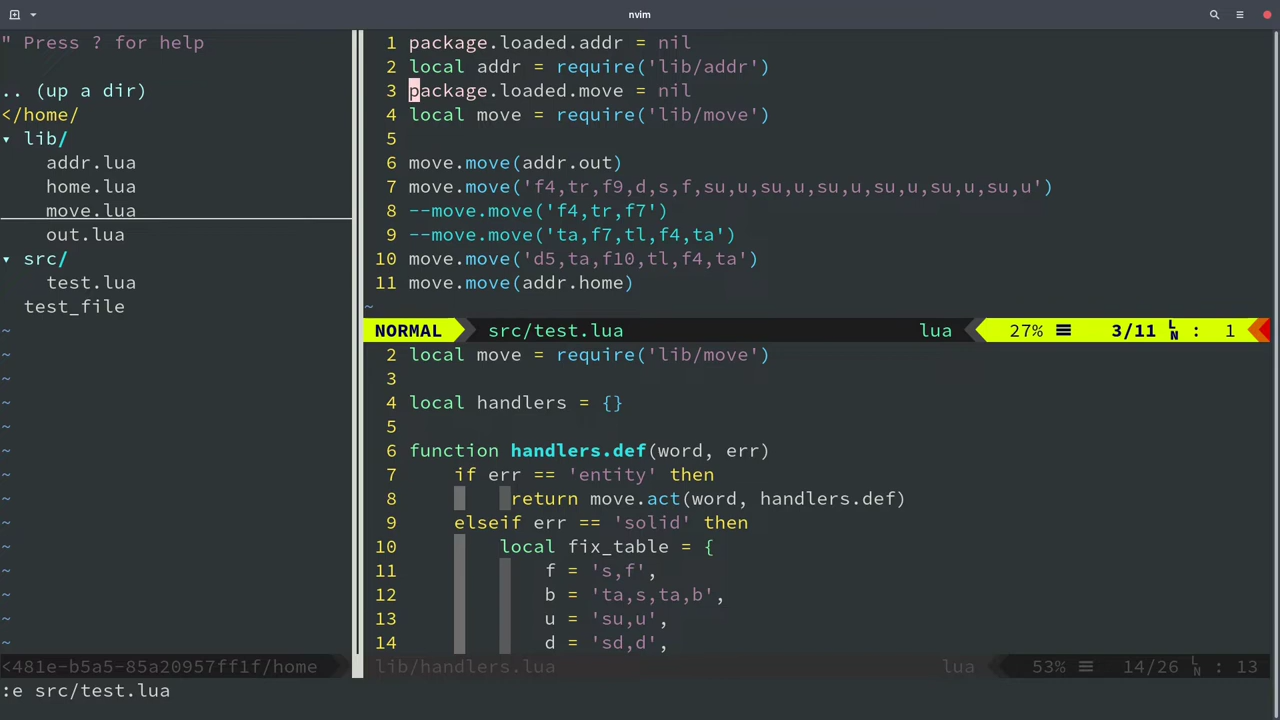 nvim
" Press ? for help
.. (up a dir)
</home/
▾ lib/
addr.lua
home.lua
move.lua
out.lua
▾ src/
test.lua
test_file
~
~
~
~
~
~
~
~
~
~
~
~
~
~
<481e-b5a5-85a20957ff1f/home
1 package.loaded.addr = nil
2 local addr = require('lib/addr')
3 package.loaded.move = nil
4 local move = require('lib/move')
5
6 move.move(addr.out)
7 move.move('f4,tr,f9,d,s,f,su,u,su,u,su,u,su,u,su,u,su,u')
8 --move.move('f4,tr,f7')
9 --move.move('ta,f7,tl,f4,ta')
10 move.move('d5,ta,f10,tl,f4,ta')
11 move.move(addr.home)
~
NORMAL src/test.lua lua 27% ☰ 3/11 LN : 1
2 local move = require('lib/move')
3
4 local handlers = {}
5
6 function handlers.def(word, err)
7 if err == 'entity' then
8 return move.act(word, handlers.def)
9 elseif err == 'solid' then
10 local fix_table = {
11 f = 's,f',
12 b = 'ta,s,ta,b',
13 u = 'su,u',
14 d = 'sd,d',
lib/handlers.lua lua 53% ☰ 14/26 LN : 13
:e src/test.lua